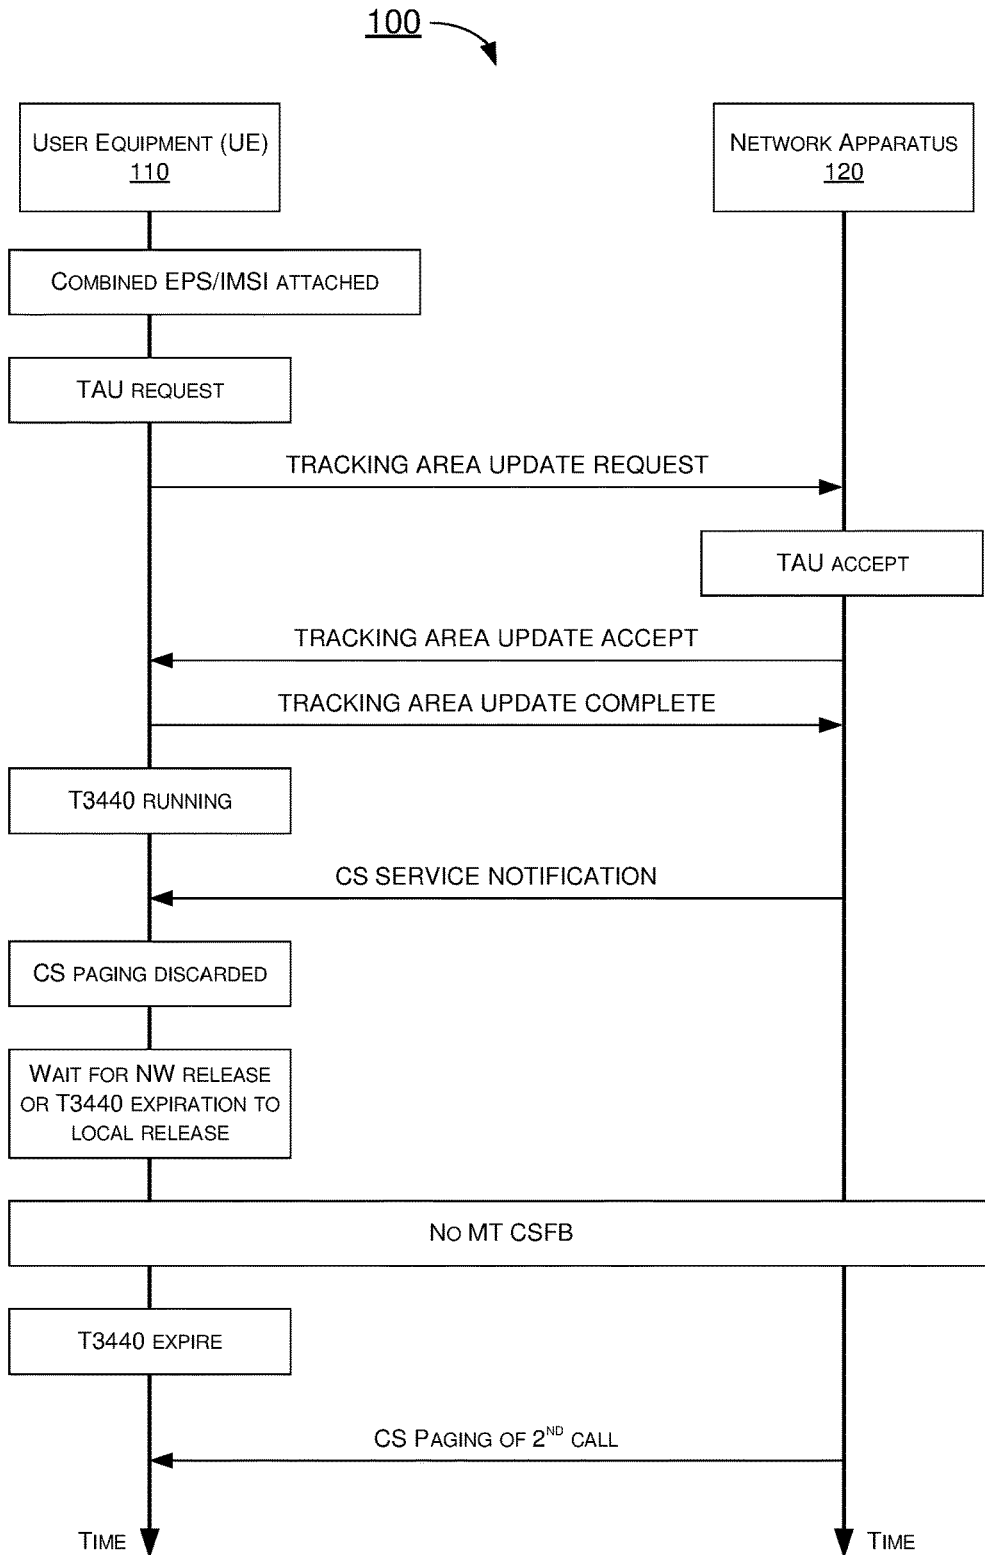 100
USER EQUIPMENT (UE)
110
NETWORK APPARATUS
120
COMBINED EPS/IMSI ATTACHED
TAU REQUEST
TRACKING AREA UPDATE REQUEST
TAU ACCEPT
TRACKING AREA UPDATE ACCEPT
TRACKING AREA UPDATE COMPLETE
T3440 RUNNING
CS SERVICE NOTIFICATION
CS PAGING DISCARDED
WAIT FOR NW RELEASE
OR T3440 EXPIRATION TO
LOCAL RELEASE
NO MT CSFB
T3440 EXPIRE
CS PAGING OF 2ND CALL
TIME
TIME